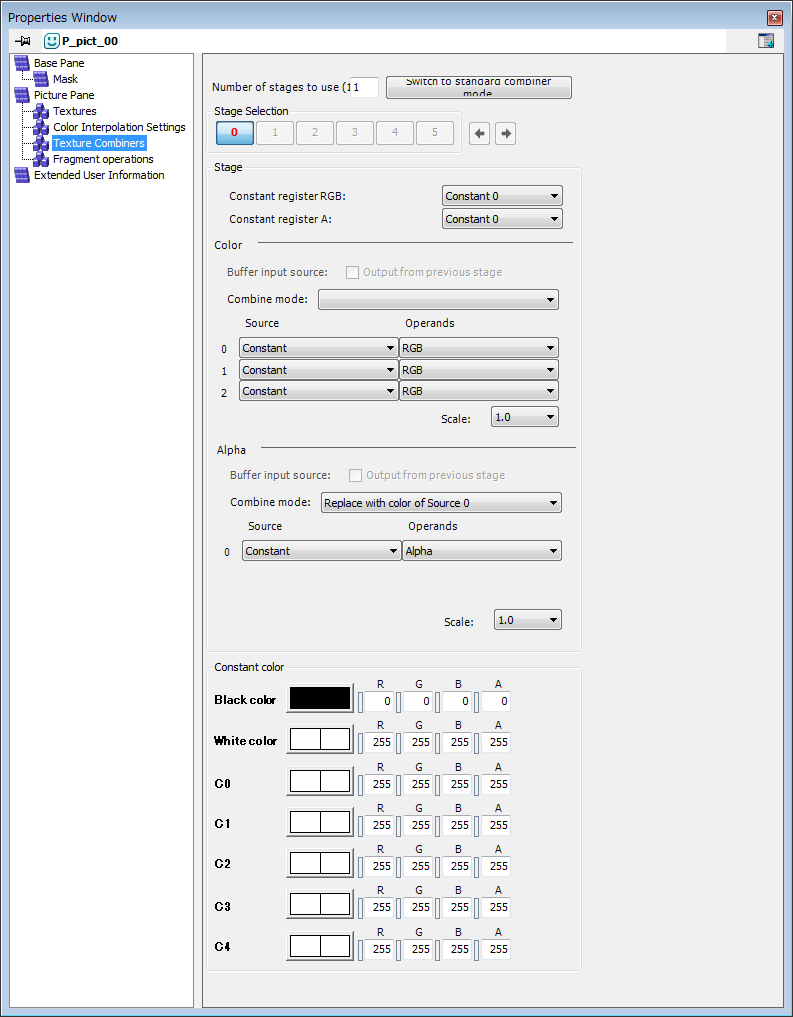 Properties Window
P_pict_00
Base Pane
Mask
Picture Pane
Textures
Color Interpolation Settings
Texture Combiners
Fragment operations
Extended User Information
Number of stages to use (1 1
Switch to standard combiner mode
Stage Selection
0 1 2 3 4 5
Stage
Constant register RGB: Constant 0
Constant register A: Constant 0
Color
Buffer input source: Output from previous stage
Combine mode:
Source Operands
0 Constant RGB
1 Constant RGB
2 Constant RGB
Scale: 1.0
Alpha
Buffer input source: Output from previous stage
Combine mode: Replace with color of Source 0
Source Operands
0 Constant Alpha
Scale: 1.0
Constant color
R G B A
Black color 0 0 0 0
R G B A
White color 255 255 255 255
R G B A
C0 255 255 255 255
R G B A
C1 255 255 255 255
R G B A
C2 255 255 255 255
R G B A
C3 255 255 255 255
R G B A
C4 255 255 255 255